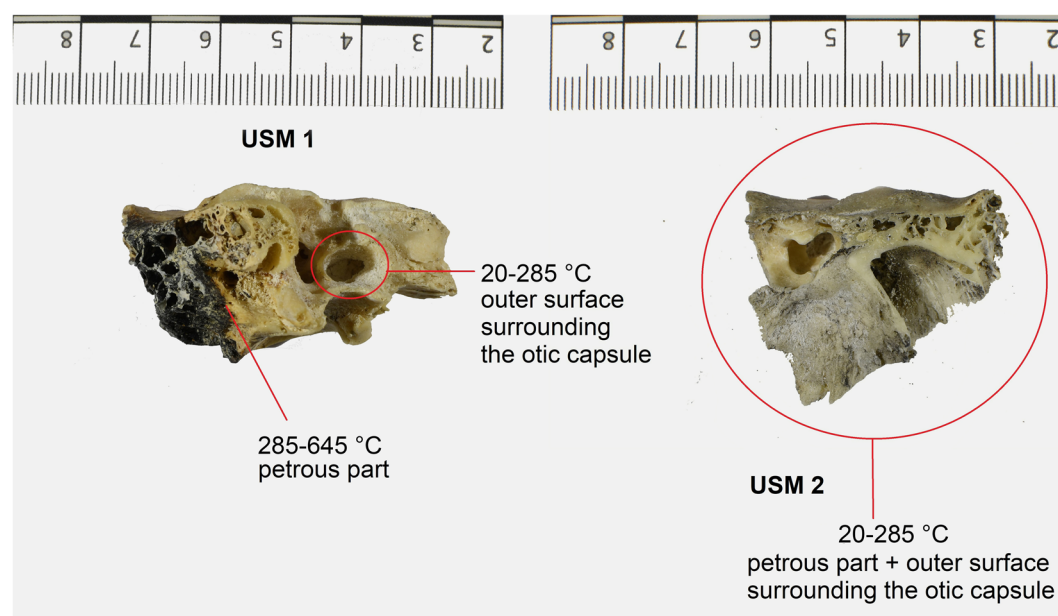 8 7 6 5 4 3 2
8 7 6 5 4 3 2
USM 1
20-285 °C
outer surface
surrounding
the otic capsule
285-645 °C
petrous part
USM 2
20-285 °C
petrous part + outer surface
surrounding the otic capsule